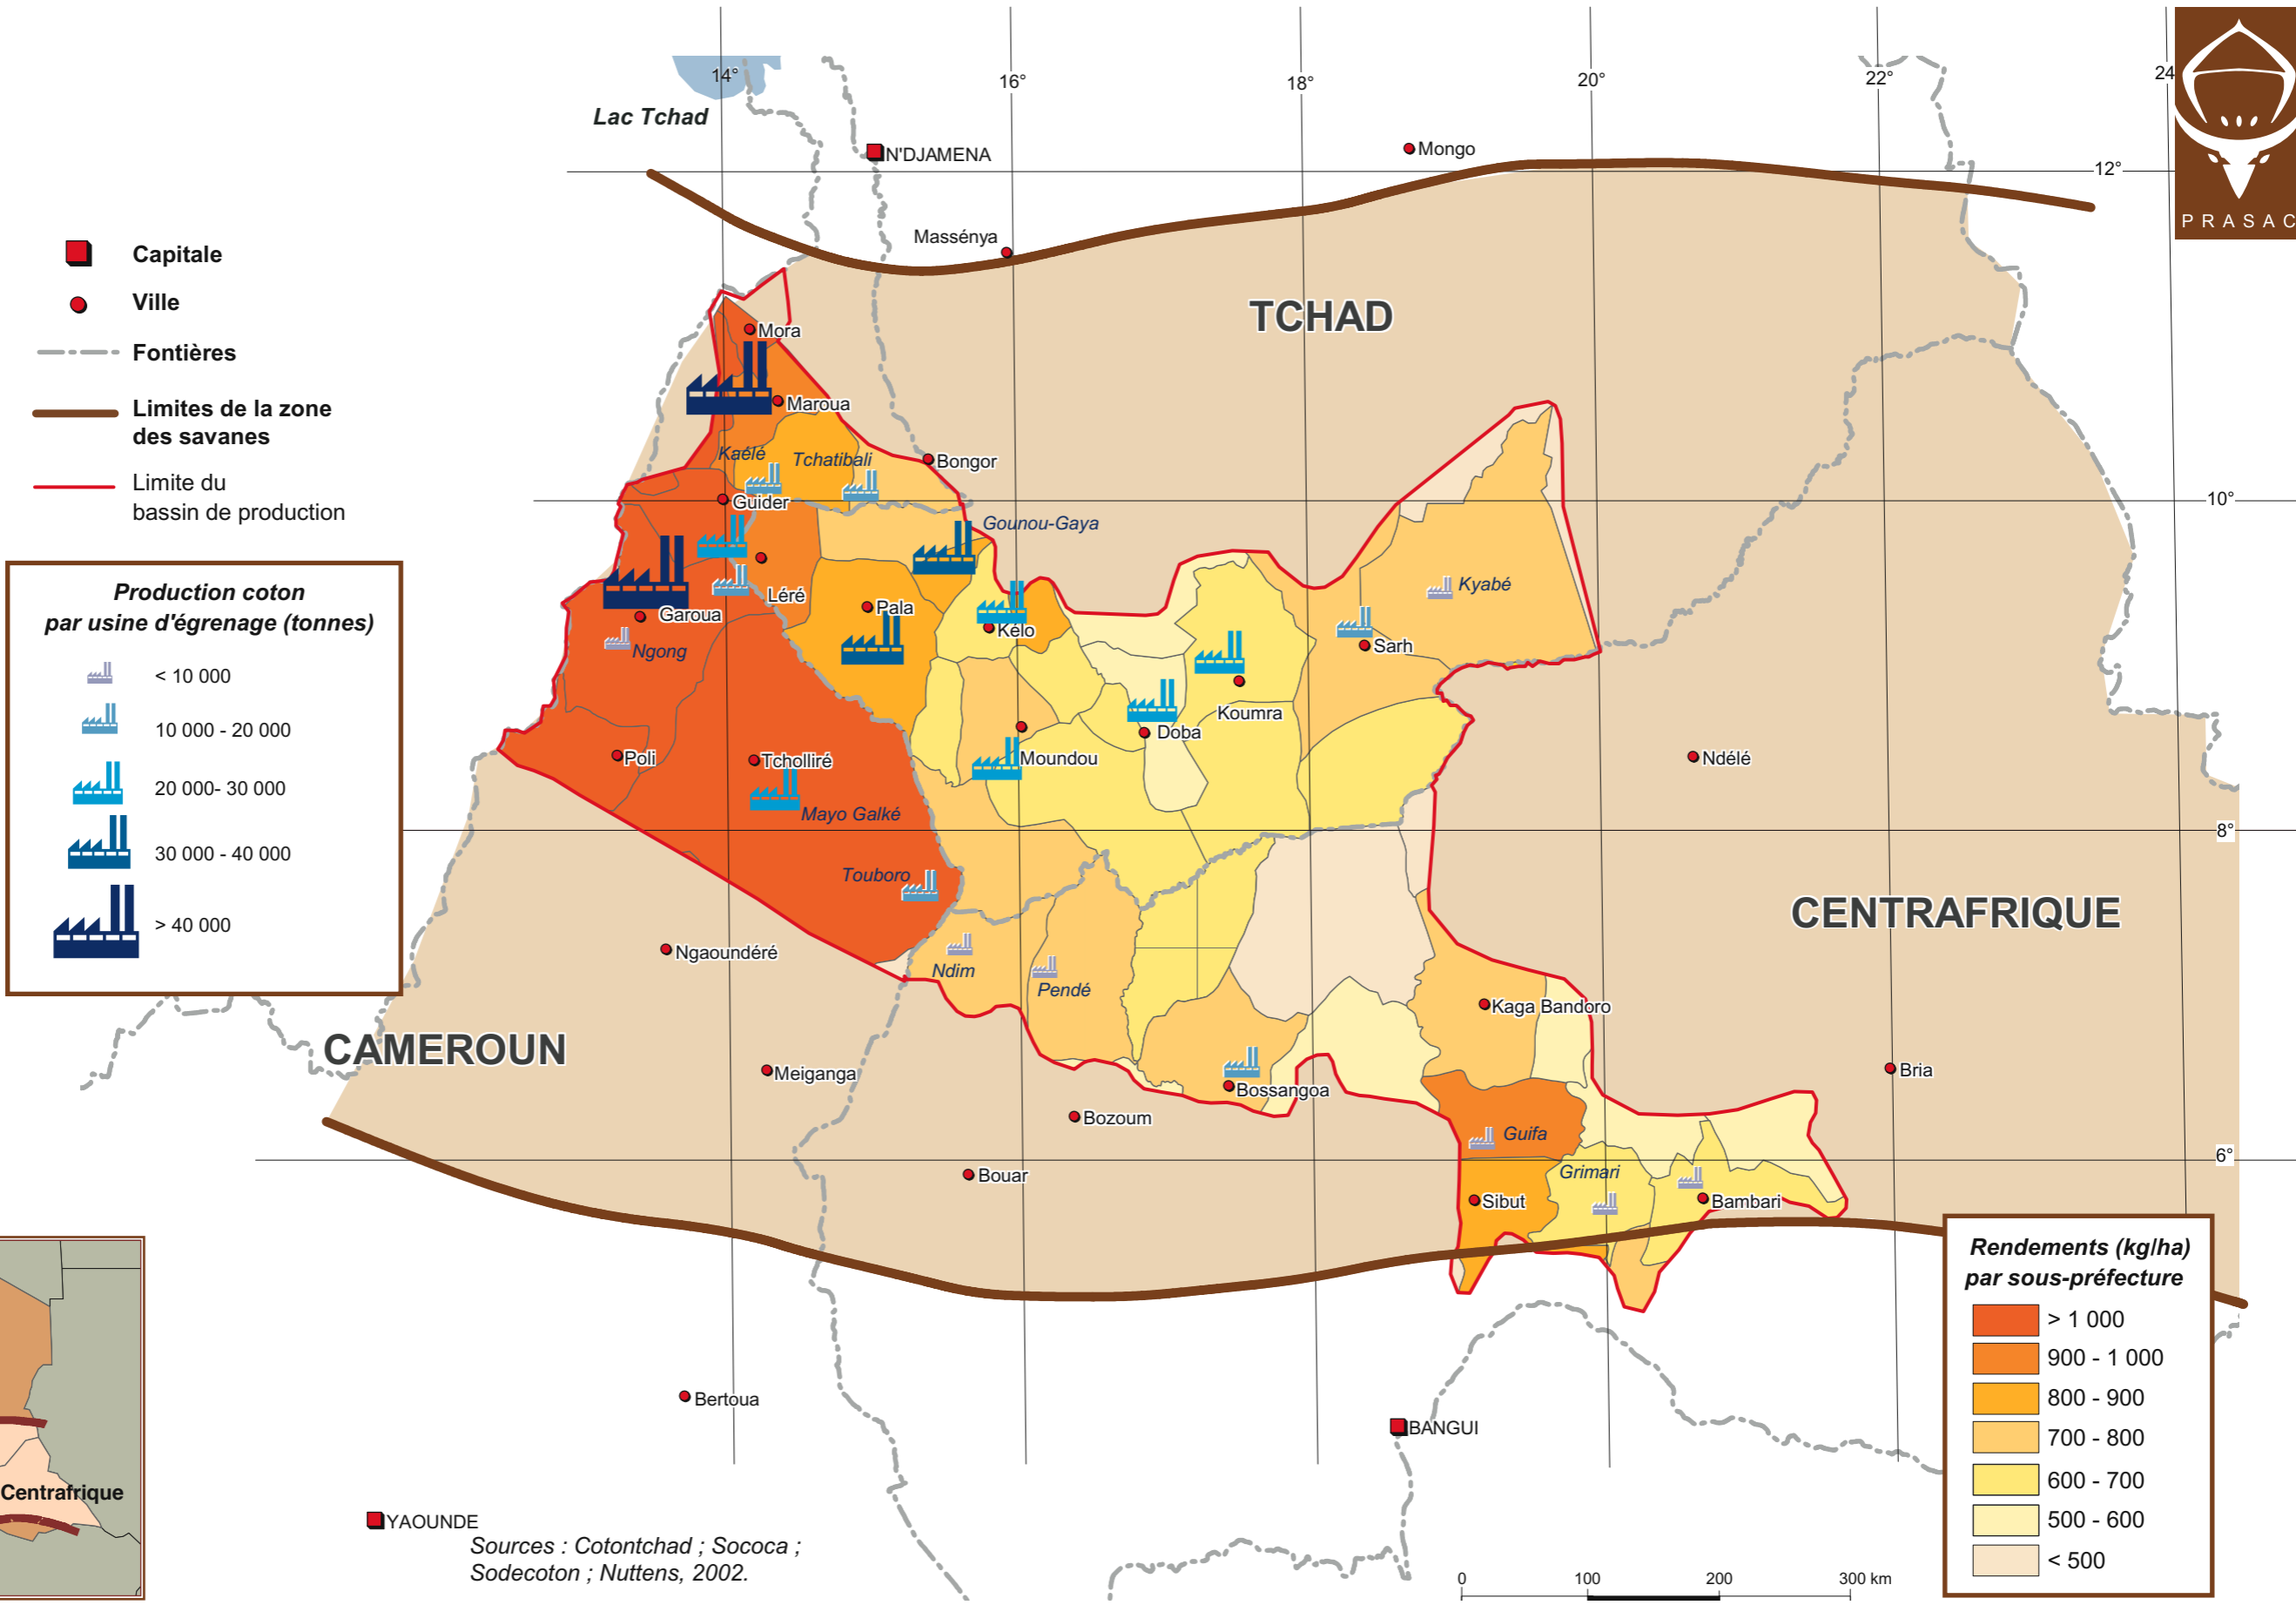 14°
16°
18°
20°
22°
24
Lac Tchad
N'DJAMENA
Mongo
12°
PRASAC
Massénya
Capitale
Ville
Fontières
Limites de la zone
des savanes
Limite du
bassin de production
TCHAD
Mora
Maroua
Kaélé
Tchatibali
Bongor
Guider
10°
Gounou-Gaya
Léré
Garoua
Ngong
Pala
Kélo
Kyabé
Sarh
Koumra
Doba
Moundou
Poli
Tcholliré
Mayo Galké
Ndélé
8°
Touboro
Ngaoundéré
Ndim
Pendé
CENTRAFRIQUE
Kaga Bandoro
CAMEROUN
Meiganga
Bossangoa
Bozoum
Bria
Guifa
6°
Bouar
Grimari
Sibut
Bambari
Bertoua
BANGUI
YAOUNDE
Production coton
par usine d'égrenage (tonnes)
< 10 000
10 000 - 20 000
20 000- 30 000
30 000 - 40 000
> 40 000
Rendements (kg/ha)
par sous-préfecture
> 1 000
900 - 1 000
800 - 900
700 - 800
600 - 700
500 - 600
< 500
Centrafrique
Sources : Cotontchad ; Sococa ;
Sodecoton ; Nuttens, 2002.
0 100 200 300 km